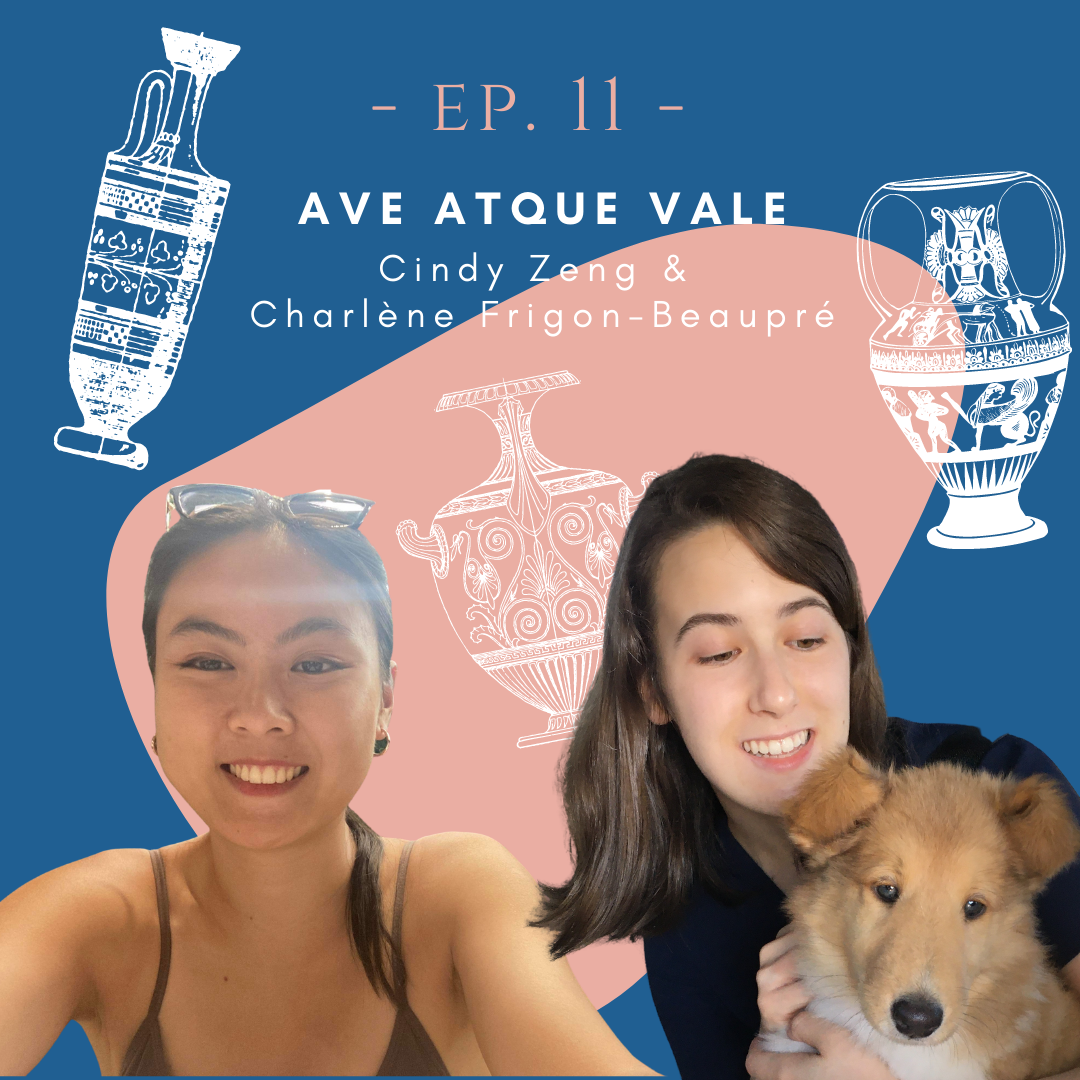 - EP. 11 -
AVE ATQUE VALE
Cindy Zeng &
Charlène Frigon-Beaupré